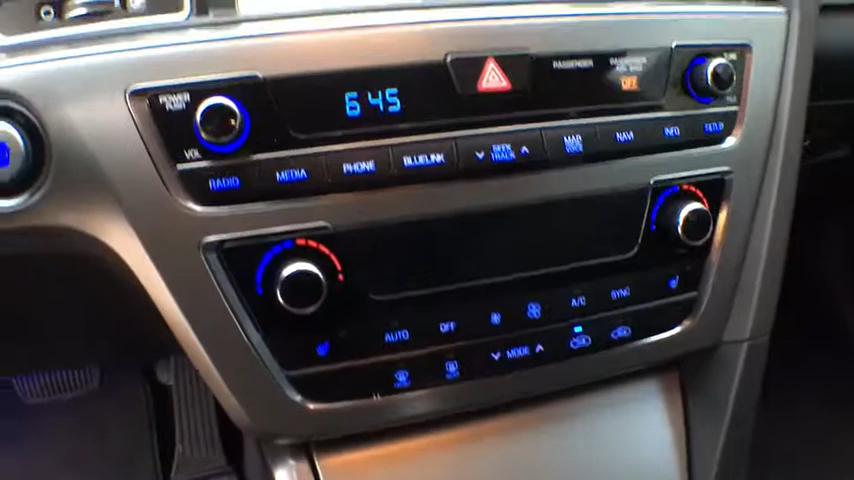 POWER
PUSH
VOL
6:45
PASSENGER
PASSENGER
AIR BAG
OFF
TUNE
RADIO
MEDIA
PHONE
BLUELINK
SEEK
TRACK
MAP
VOICE
NAVI
INFO
SETUP
AUTO
OFF
A/C
SYNC
MODE